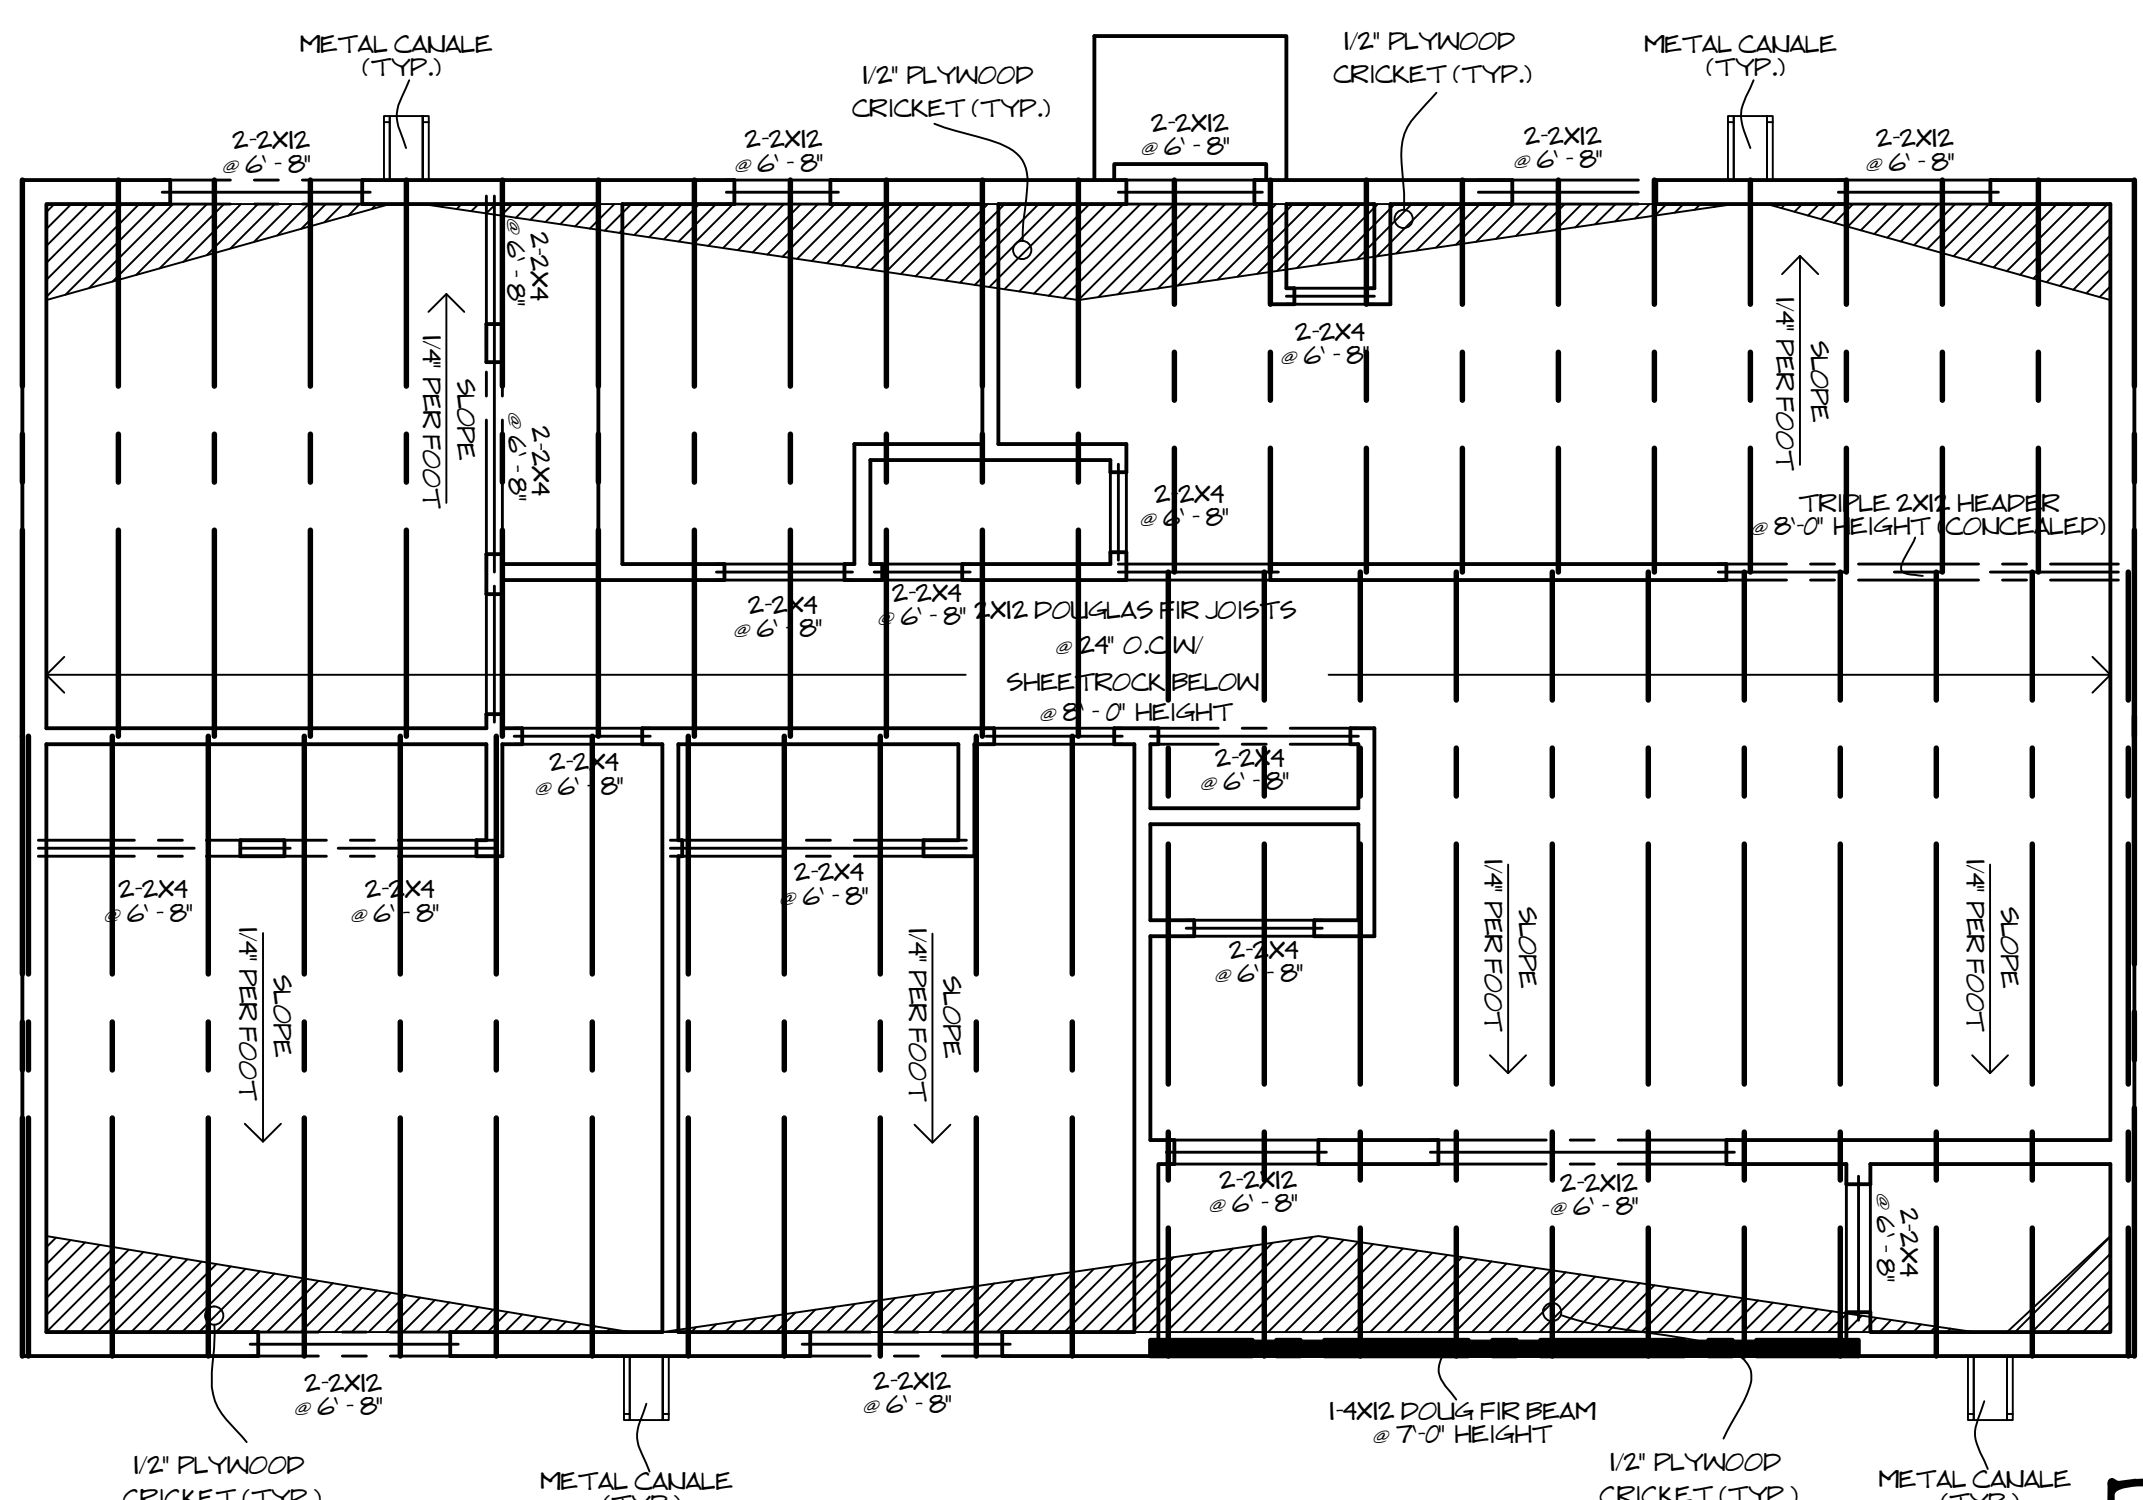 METAL CANALE
(TYP.)
1/2" PLYWOOD
CRICKET (TYP.)
1/2" PLYWOOD
CRICKET (TYP.)
METAL CANALE
(TYP.)
2-2X12
@ 6'-8"
2-2X12
@ 6'-8"
2-2X12
@ 6'-8"
2-2X12
@ 6'-8"
2-2X12
@ 6'-8"
2-2X4
@ 6'-8"
SLOPE
1/4" PER FOOT
2-2X4
@ 6'-8"
2-2X4
@ 6'-8"
SLOPE
1/4" PER FOOT
2-2X4
@ 6'-8"
TRIPLE 2X12 HEADER
@ 8'-0" HEIGHT (CONCEALED)
2-2X4
@ 6'-8"
2-2X4
@ 6'-8"
2X12 DOUGLAS FIR JOISTS
@ 24" O.C W/
SHEETROCK BELOW
@ 8'-0" HEIGHT
2-2X4
@ 6'-8"
2-2X4
@ 6'-8"
2-2X4
@ 6'-8"
2-2X4
@ 6'-8"
2-2X4
@ 6'-8"
2-2X4
@ 6'-8"
SLOPE
1/4" PER FOOT
SLOPE
1/4" PER FOOT
SLOPE
1/4" PER FOOT
SLOPE
1/4" PER FOOT
2-2X12
@ 6'-8"
2-2X12
@ 6'-8"
2-2X4
@ 6'-8"
2-2X12
@ 6'-8"
2-2X12
@ 6'-8"
1-4X12 DOUG FIR BEAM
@ 7'-0" HEIGHT
1/2" PLYWOOD
CRICKET (TYP.)
METAL CANALE
(TYP.)
1/2" PLYWOOD
CRICKET (TYP.)
METAL CANALE
(TYP.)